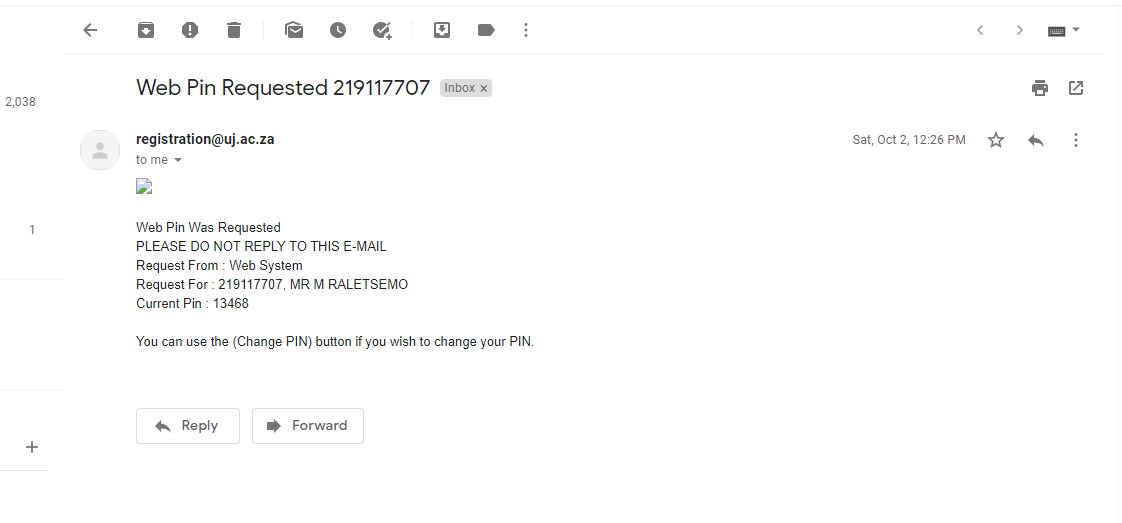 Web Pin Requested 219117707 Inbox ×
2,038
registration@uj.ac.za Sat, Oct 2, 12:26 PM
to me
Web Pin Was Requested
1
PLEASE DO NOT REPLY TO THIS E-MAIL
Request From : Web System
Request For : 219117707, MR M RALETSEMO
Current Pin : 13468
You can use the (Change PIN) button if you wish to change your PIN.
Reply Forward